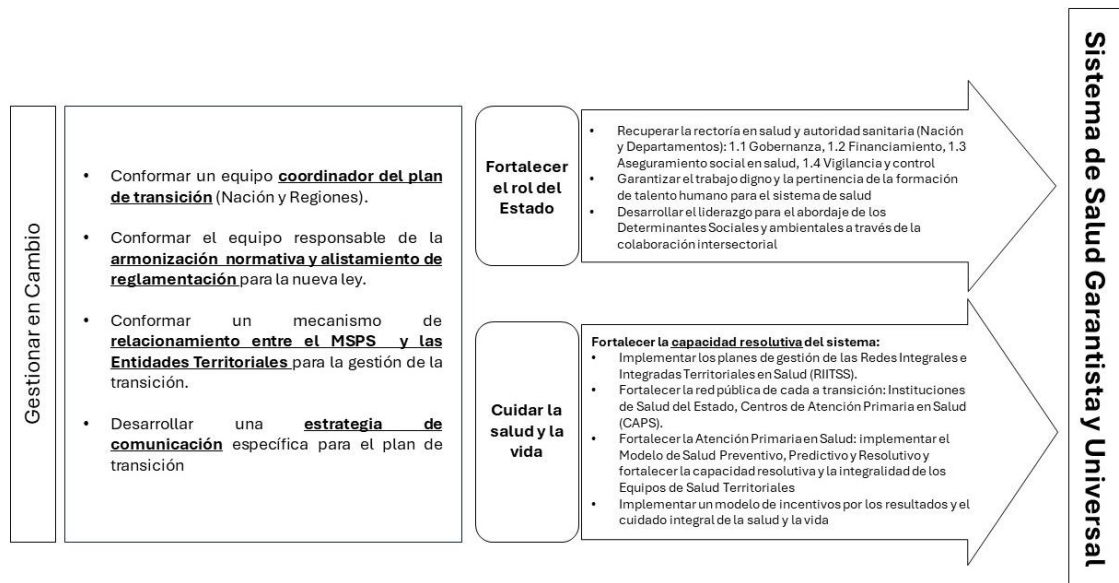 Gestionar en Cambio
• Conformar un equipo coordinador del plan
de transición (Nación y Regiones).
• Conformar el equipo responsable de la
armonización normativa y alistamiento de
reglamentación para la nueva ley.
• Conformar un mecanismo de
relacionamiento entre el MSPS y las
Entidades Territoriales para la gestión de la
transición.
• Desarrollar una estrategia de
comunicación específica para el plan de
transición
Fortalecer
el rol del
Estado
• Recuperar la rectoría en salud y autoridad sanitaria (Nación
y Departamentos): 1.1 Gobernanza, 1.2 Financiamiento, 1.3
Aseguramiento social en salud, 1.4 Vigilancia y control
• Garantizar el trabajo digno y la pertinencia de la formación
de talento humano para el sistema de salud
• Desarrollar el liderazgo para el abordaje de los
Determinantes Sociales y ambientales a través de la
colaboración intersectorial
Cuidar la
salud y la
vida
Fortalecer la capacidad resolutiva del sistema:
• Implementar los planes de gestión de las Redes Integrales e
Integradas Territoriales en Salud (RIITSS).
• Fortalecer la red pública de cada a transición: Instituciones
de Salud del Estado, Centros de Atención Primaria en Salud
(CAPS).
• Fortalecer la Atención Primaria en Salud: implementar el
Modelo de Salud Preventivo, Predictivo y Resolutivo y
fortalecer la capacidad resolutiva y la integralidad de los
Equipos de Salud Territoriales
• Implementar un modelo de incentivos por los resultados y el
cuidado integral de la salud y la vida
Sistema de Salud Garantista y Universal